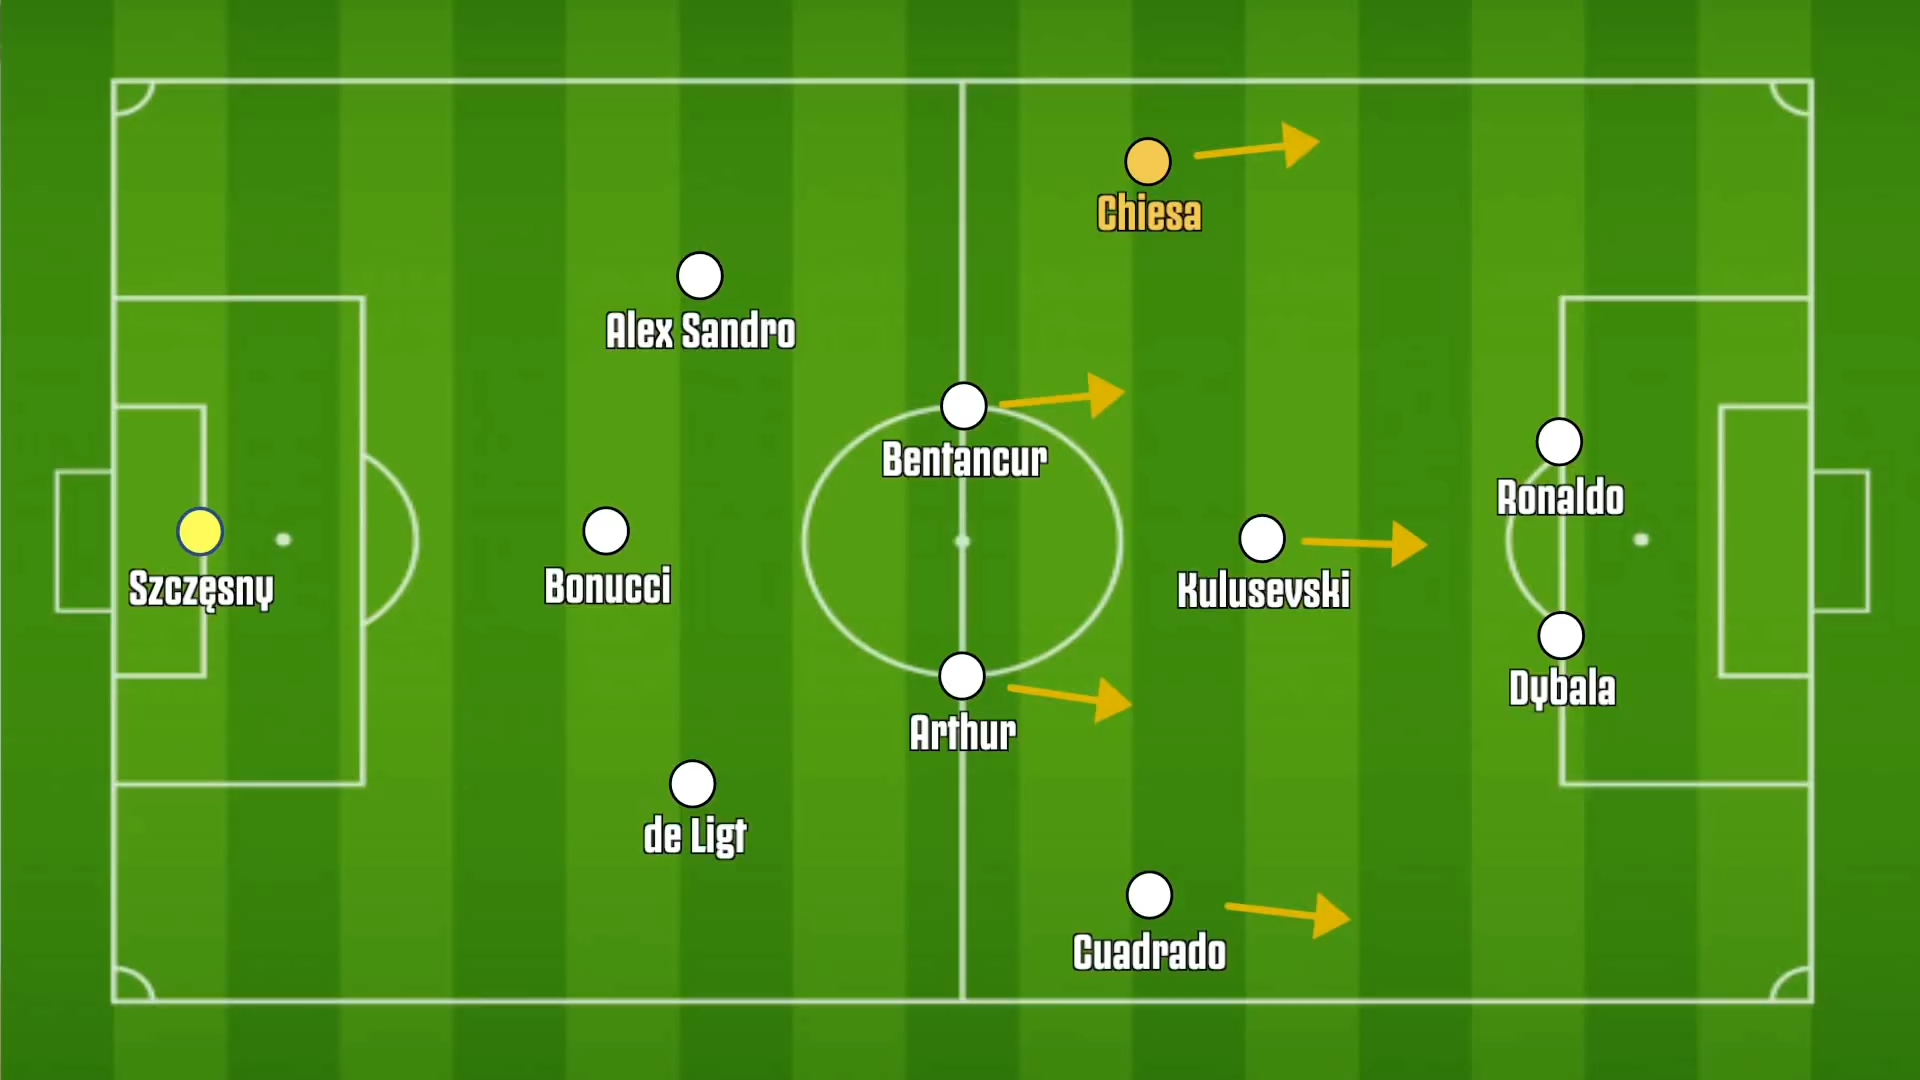 Chiesa
Alex Sandro
Bentancur
Ronaldo
Szczęsny
Bonucci
Kulusevski
Dybala
Arthur
de Ligt
Cuadrado